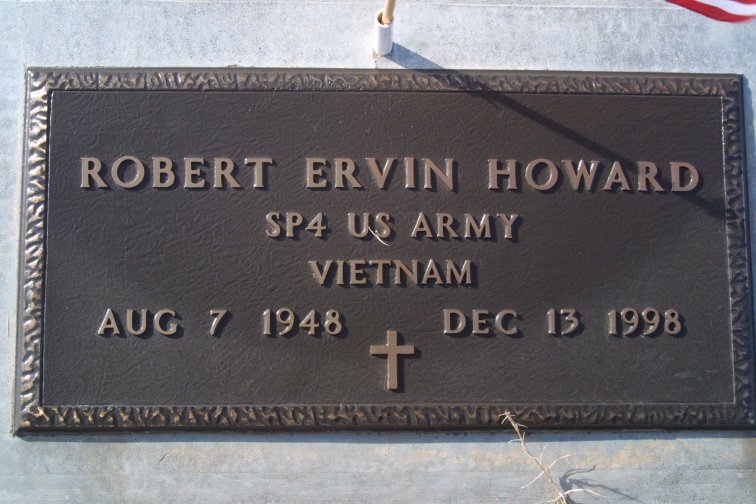 ROBERT ERVIN HOWARD
SP4 US ARMY
VIETNAM
AUG 7 1948 DEC 13 1998